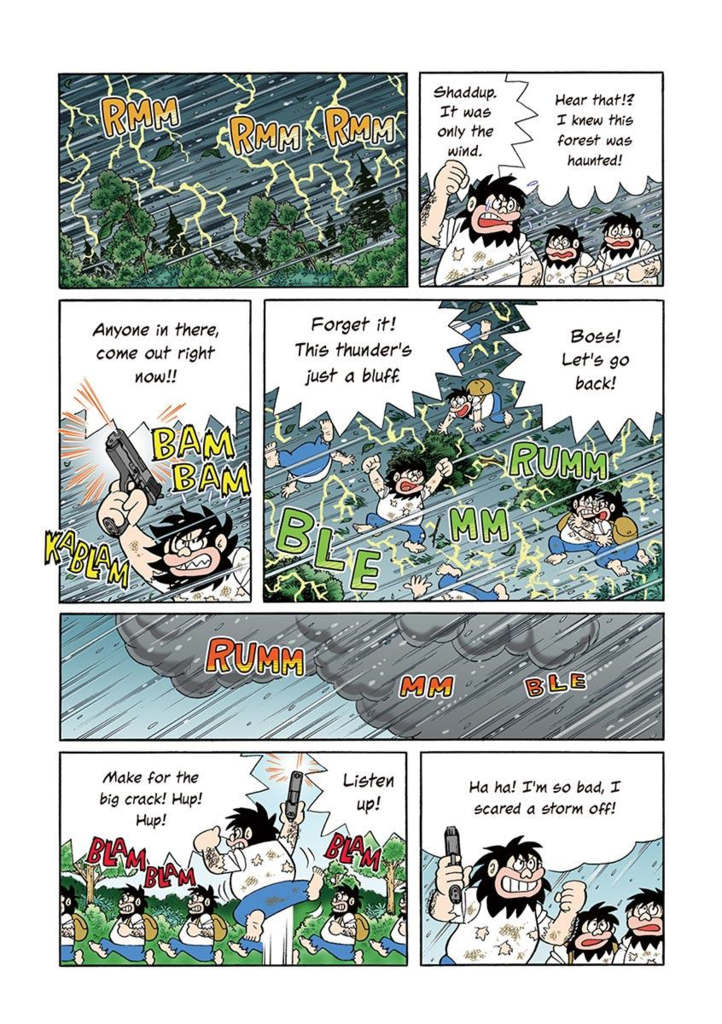 RMM
RMM
RMM
Hear that!?
I knew this
forest was
haunted!
Shaddup.
It was
only the
wind.
Anyone in there,
come out right
now!!
BAM
BAM
KABLAM
Boss!
Let's go
back!
Forget it!
This thunder's
just a bluff.
RUMM
MM
BLE
RUMM
MM
BLE
Listen
up!
Make for the
big crack! Hup!
Hup!
BLAM
BLAM
BLAM
Ha ha! I'm so bad, I
scared a storm off!